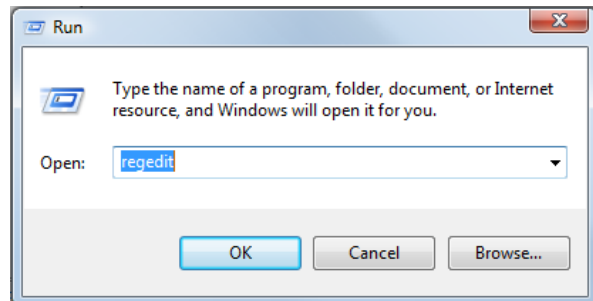 Run
Type the name of a program, folder, document, or Internet
resource, and Windows will open it for you.
Open: regedit
OK Cancel Browse...